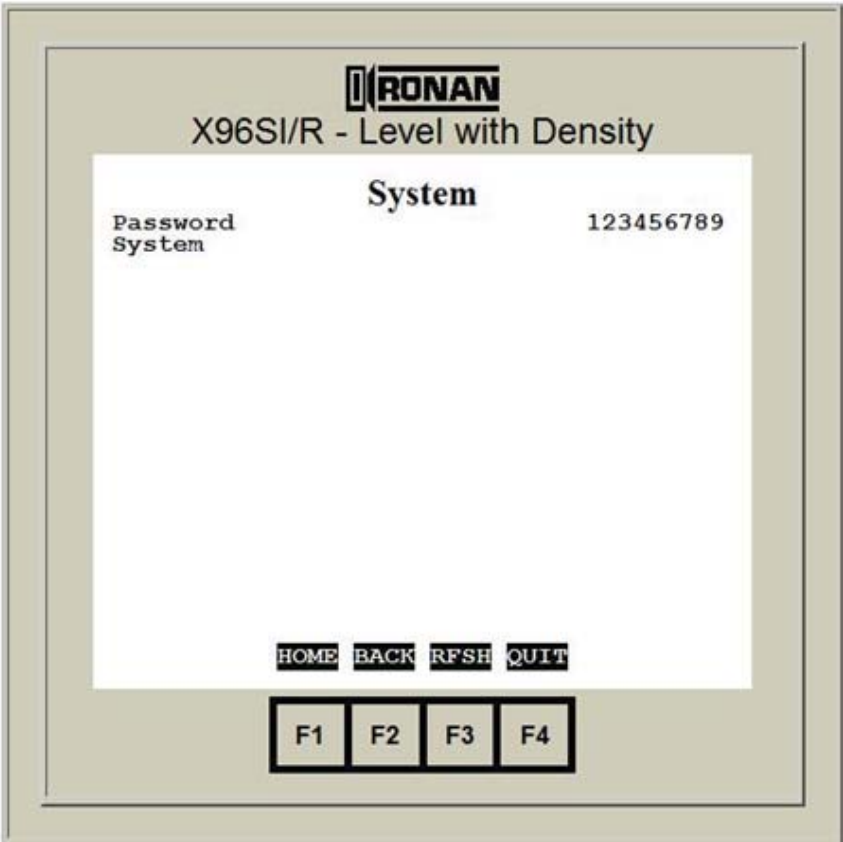 RONAN
X96SI/R - Level with Density
System
Password 123456789
System
HOME BACK RFSH QUIT
F1 F2 F3 F4